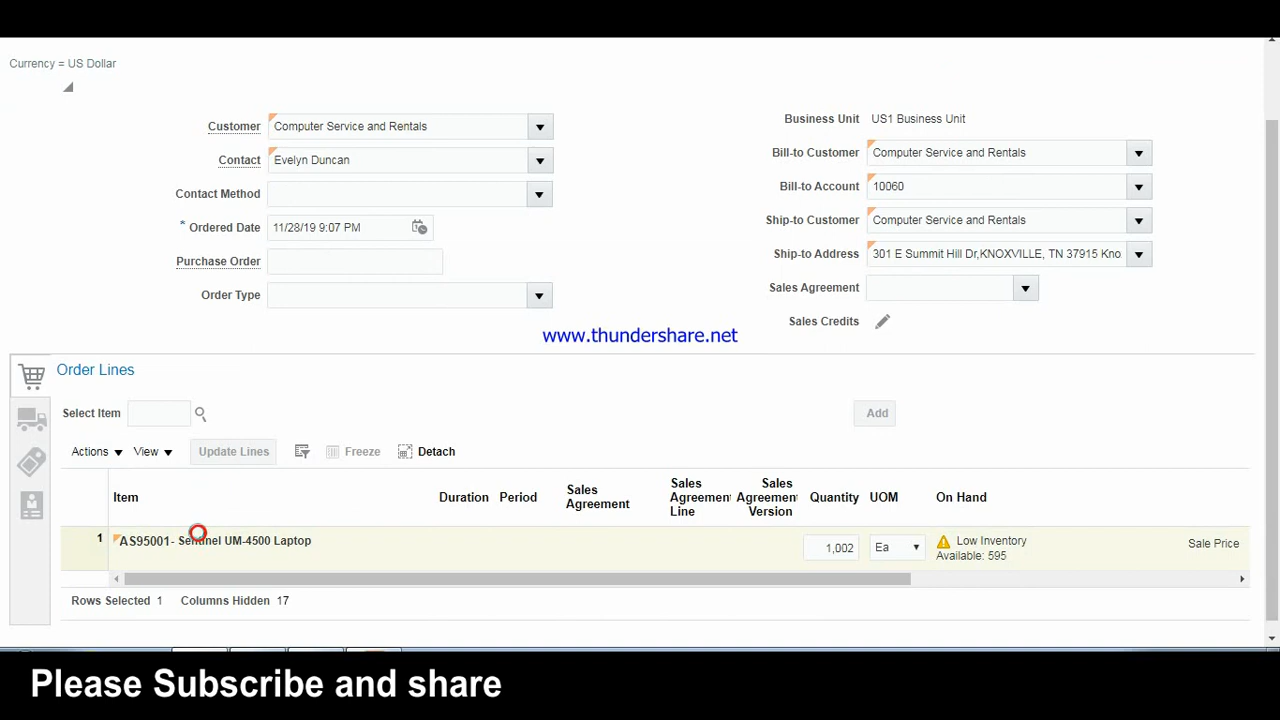 Currency = US Dollar
Customer Computer Service and Rentals
Contact Evelyn Duncan
Contact Method
* Ordered Date 11/28/19 9:07 PM
Purchase Order
Order Type
Business Unit US1 Business Unit
Bill-to Customer Computer Service and Rentals
Bill-to Account 10060
Ship-to Customer Computer Service and Rentals
Ship-to Address 301 E Summit Hill Dr,KNOXVILLE, TN 37915 Kno
Sales Agreement
Sales Credits
www.thundershare.net
Order Lines
Select Item Add
Actions View Update Lines Freeze Detach
Item Duration Period Sales Agreement Sales Agreement Line Sales Agreement Version Quantity UOM On Hand
1 AS95001- Sentinel UM-4500 Laptop 1,002 Ea Low Inventory Sale Price
Available: 595
Rows Selected 1 Columns Hidden 17
Please Subscribe and share